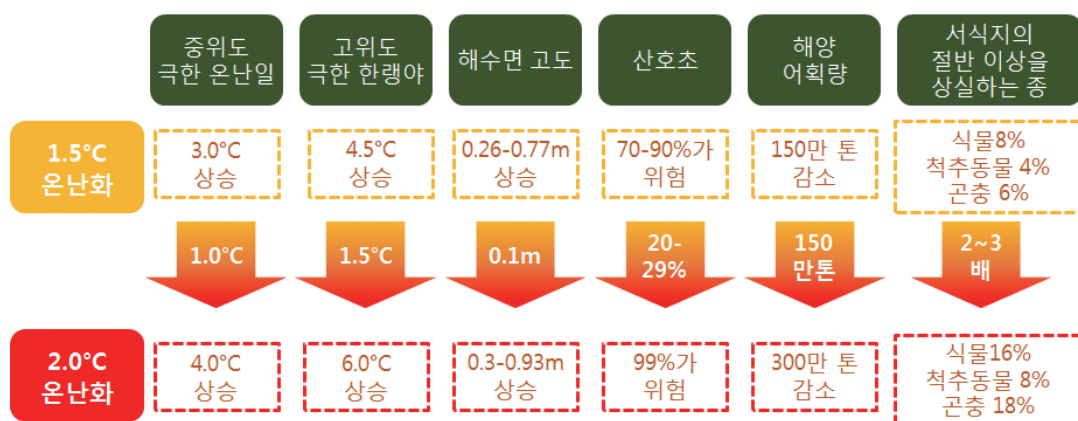 중위도
극한 온난일
고위도
극한 한랭야
해수면 고도
산호초
해양
어획량
서식지의
절반 이상을
상실하는 종
1.5°C
온난화
3.0°C
상승
4.5°C
상승
0.26-0.77m
상승
70-90%가
위험
150만 톤
감소
식물8%
척추동물 4%
곤충 6%
1.0°C
1.5°C
0.1m
20-
29%
150
만톤
2~3
배
2.0°C
온난화
4.0°C
상승
6.0°C
상승
0.3-0.93m
상승
99%가
위험
300만 톤
감소
식물16%
척추동물 8%
곤충 18%